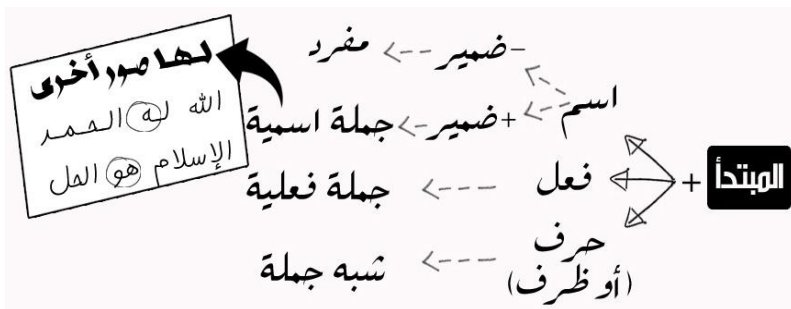 المبتدأ +
اسم
-ضمير --> مفرد
+ضمير --> جملة اسمية
فعل ---> جملة فعلية
حرف
(أو ظرف) ---> شبه جملة
لها صور أخرى
الله له الحمد
الإسلام هو الحل